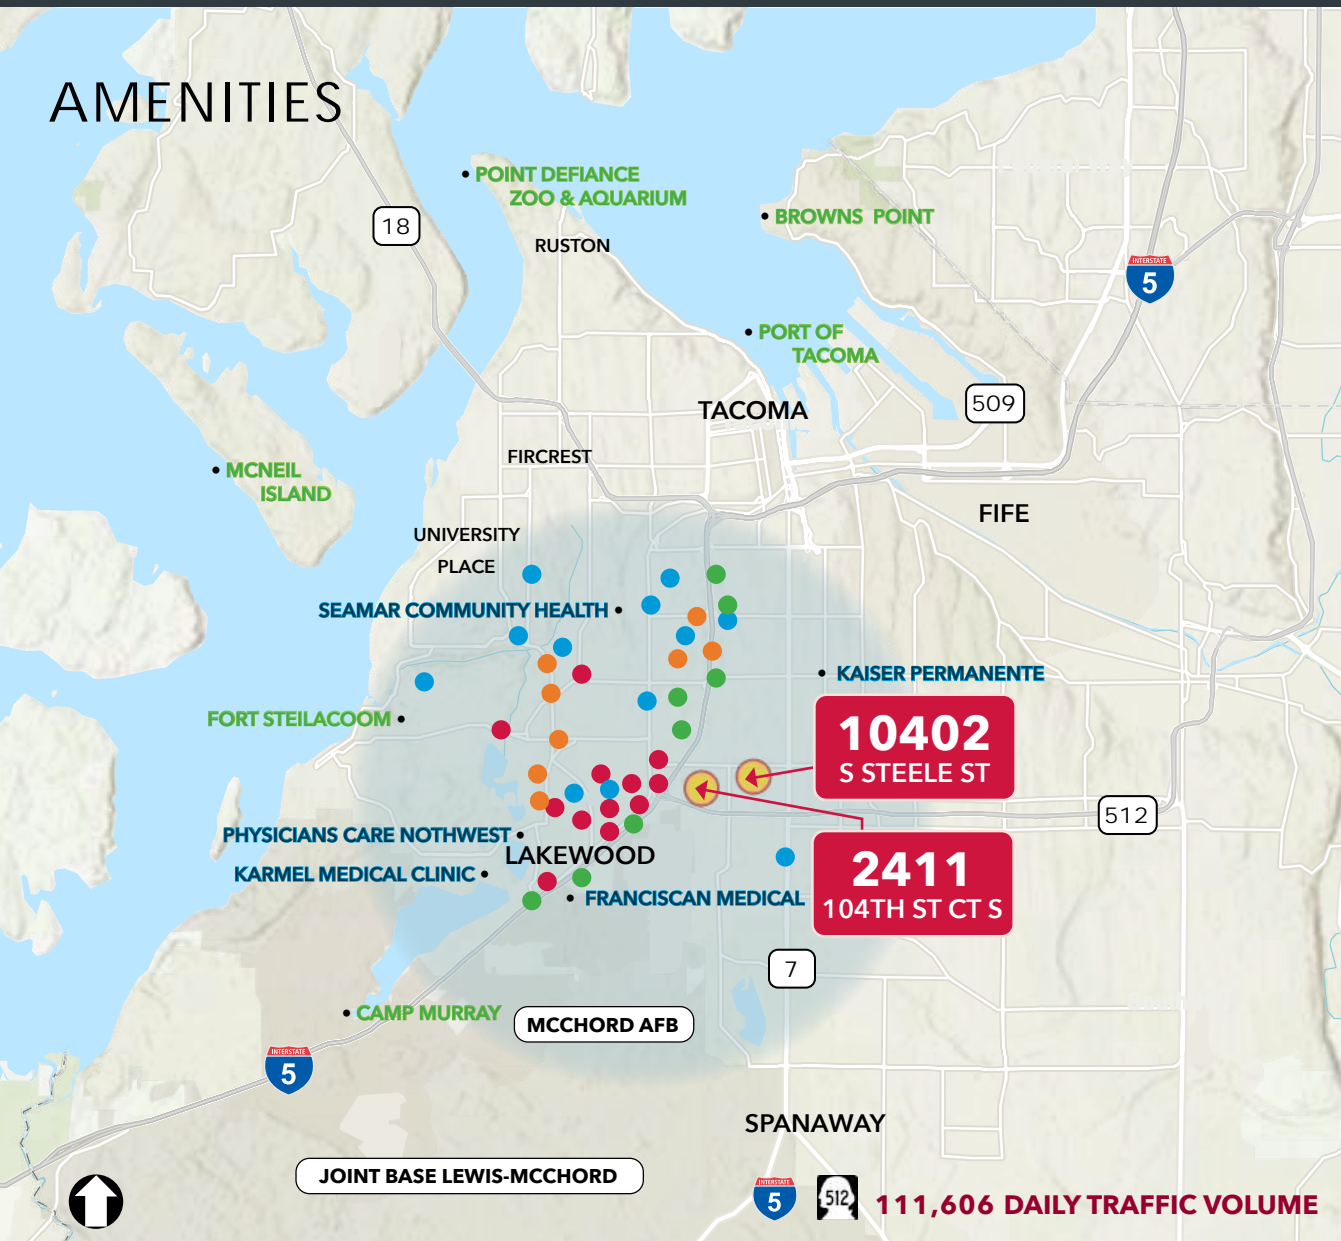 AMENITIES
POINT DEFIANCE
ZOO & AQUARIUM
18
BROWNS POINT
RUSTON
INTERSTATE
5
PORT OF
TACOMA
TACOMA
509
FIRCREST
MCNEIL
ISLAND
FIFE
UNIVERSITY
PLACE
SEAMAR COMMUNITY HEALTH
KAISER PERMANENTE
FORT STEILACOOM
10402
S STEELE ST
512
PHYSICIANS CARE NOTHWEST
LAKEWOOD
KARMEL MEDICAL CLINIC
2411
104TH ST CT S
FRANCISCAN MEDICAL
7
CAMP MURRAY
MCCHORD AFB
INTERSTATE
5
SPANAWAY
JOINT BASE LEWIS-MCCHORD
INTERSTATE
5
512
111,606 DAILY TRAFFIC VOLUME